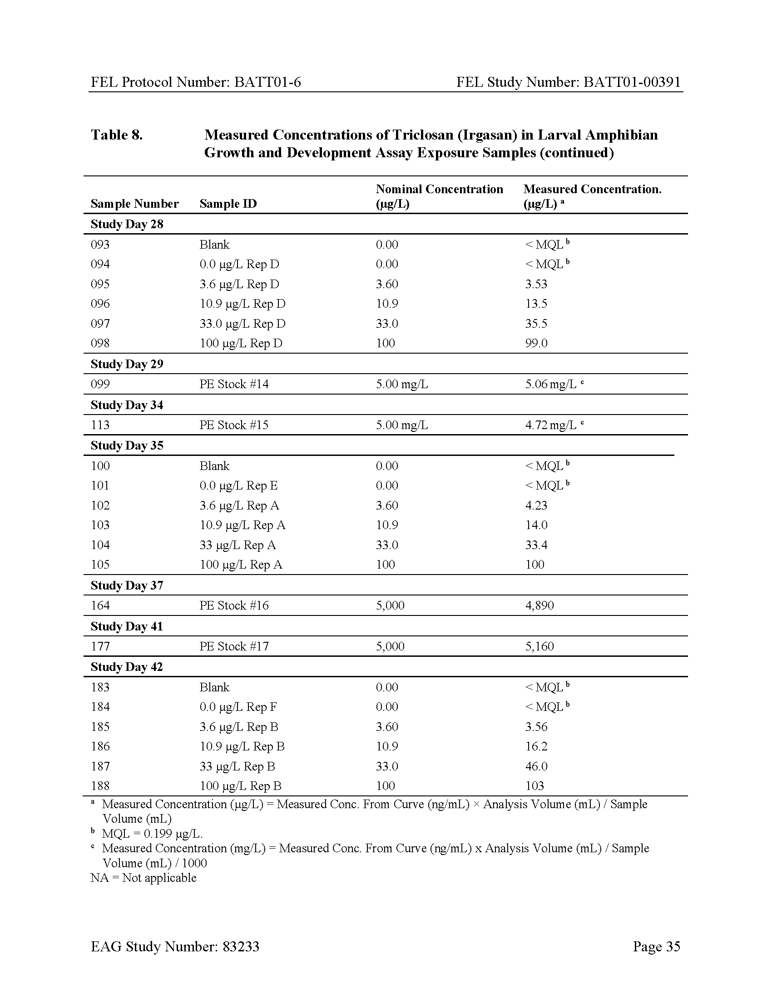 FEL Protocol Number: BATT01-6 FEL Study Number: BATT01-00391
Table 8. Measured Concentrations of Triclosan (Irgasan) in Larval Amphibian
Growth and Development Assay Exposure Samples (continued)
Nominal Concentration Measured Concentration.
Sample Number Sample ID (µg/L) (µg/L) a
Study Day 28
093 Blank 0.00 < MQL b
094 0.0 µg/L Rep D 0.00 < MQL b
095 3.6 µg/L Rep D 3.60 3.53
096 10.9 µg/L Rep D 10.9 13.5
097 33.0 µg/L Rep D 33.0 35.5
098 100 µg/L Rep D 100 99.0
Study Day 29
099 PE Stock #14 5.00 mg/L 5.06 mg/L c
Study Day 34
113 PE Stock #15 5.00 mg/L 4.72 mg/L c
Study Day 35
100 Blank 0.00 < MQL b
101 0.0 µg/L Rep E 0.00 < MQL b
102 3.6 µg/L Rep A 3.60 4.23
103 10.9 µg/L Rep A 10.9 14.0
104 33 µg/L Rep A 33.0 33.4
105 100 µg/L Rep A 100 100
Study Day 37
164 PE Stock #16 5,000 4,890
Study Day 41
177 PE Stock #17 5,000 5,160
Study Day 42
183 Blank 0.00 < MQL b
184 0.0 µg/L Rep F 0.00 < MQL b
185 3.6 µg/L Rep B 3.60 3.56
186 10.9 µg/L Rep B 10.9 16.2
187 33 µg/L Rep B 33.0 46.0
188 100 µg/L Rep B 100 103
a Measured Concentration (µg/L) = Measured Conc. From Curve (ng/mL) × Analysis Volume (mL) / Sample
Volume (mL)
b MQL = 0.199 µg/L.
c Measured Concentration (mg/L) = Measured Conc. From Curve (ng/mL) x Analysis Volume (mL) / Sample
Volume (mL) / 1000
NA = Not applicable
EAG Study Number: 83233 Page 35